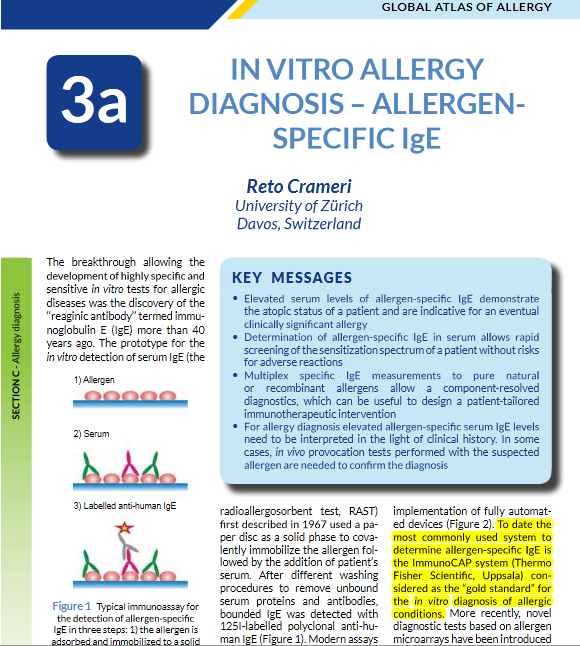 GLOBAL ATLAS OF ALLERGY
3a
IN VITRO ALLERGY
DIAGNOSIS – ALLERGEN-
SPECIFIC IgE
Reto Crameri
University of Zürich
Davos, Switzerland
SECTION C - Allergy diagnosis
The breakthrough allowing the
development of highly specific and
sensitive in vitro tests for allergic
diseases was the discovery of the
“reaginic antibody” termed immu-
noglobulin E (IgE) more than 40
years ago. The prototype for the
in vitro detection of serum IgE (the
1) Allergen
2) Serum
3) Labelled anti-human IgE
Figure 1 Typical immunoassay for
the detection of allergen-specific
IgE in three steps: 1) the allergen is
adsorbed and immobilized to a solid
KEY MESSAGES
• Elevated serum levels of allergen-specific IgE demonstrate
the atopic status of a patient and are indicative for an eventual
clinically significant allergy
• Determination of allergen-specific IgE in serum allows rapid
screening of the sensitization spectrum of a patient without risks
for adverse reactions
• Multiplex specific IgE measurements to pure natural
or recombinant allergens allow a component-resolved
diagnostics, which can be useful to design a patient-tailored
immunotherapeutic intervention
• For allergy diagnosis elevated allergen-specific serum IgE levels
need to be interpreted in the light of clinical history. In some
cases, in vivo provocation tests performed with the suspected
allergen are needed to confirm the diagnosis
radioallergosorbent test, RAST)
first described in 1967 used a pa-
per disc as a solid phase to cova-
lently immobilize the allergen fol-
lowed by the addition of patient’s
serum. After different washing
procedures to remove unbound
serum proteins and antibodies,
bounded IgE was detected with
125I-labelled polyclonal anti-hu-
man IgE (Figure 1). Modern assays
implementation of fully automat-
ed devices (Figure 2). To date the
most commonly used system to
determine allergen-specific IgE is
the ImmunoCAP system (Thermo
Fisher Scientific, Uppsala) con-
sidered as the “gold standard” for
the in vitro diagnosis of allergic
conditions. More recently, novel
diagnostic tests based on allergen
microarrays have been introduced